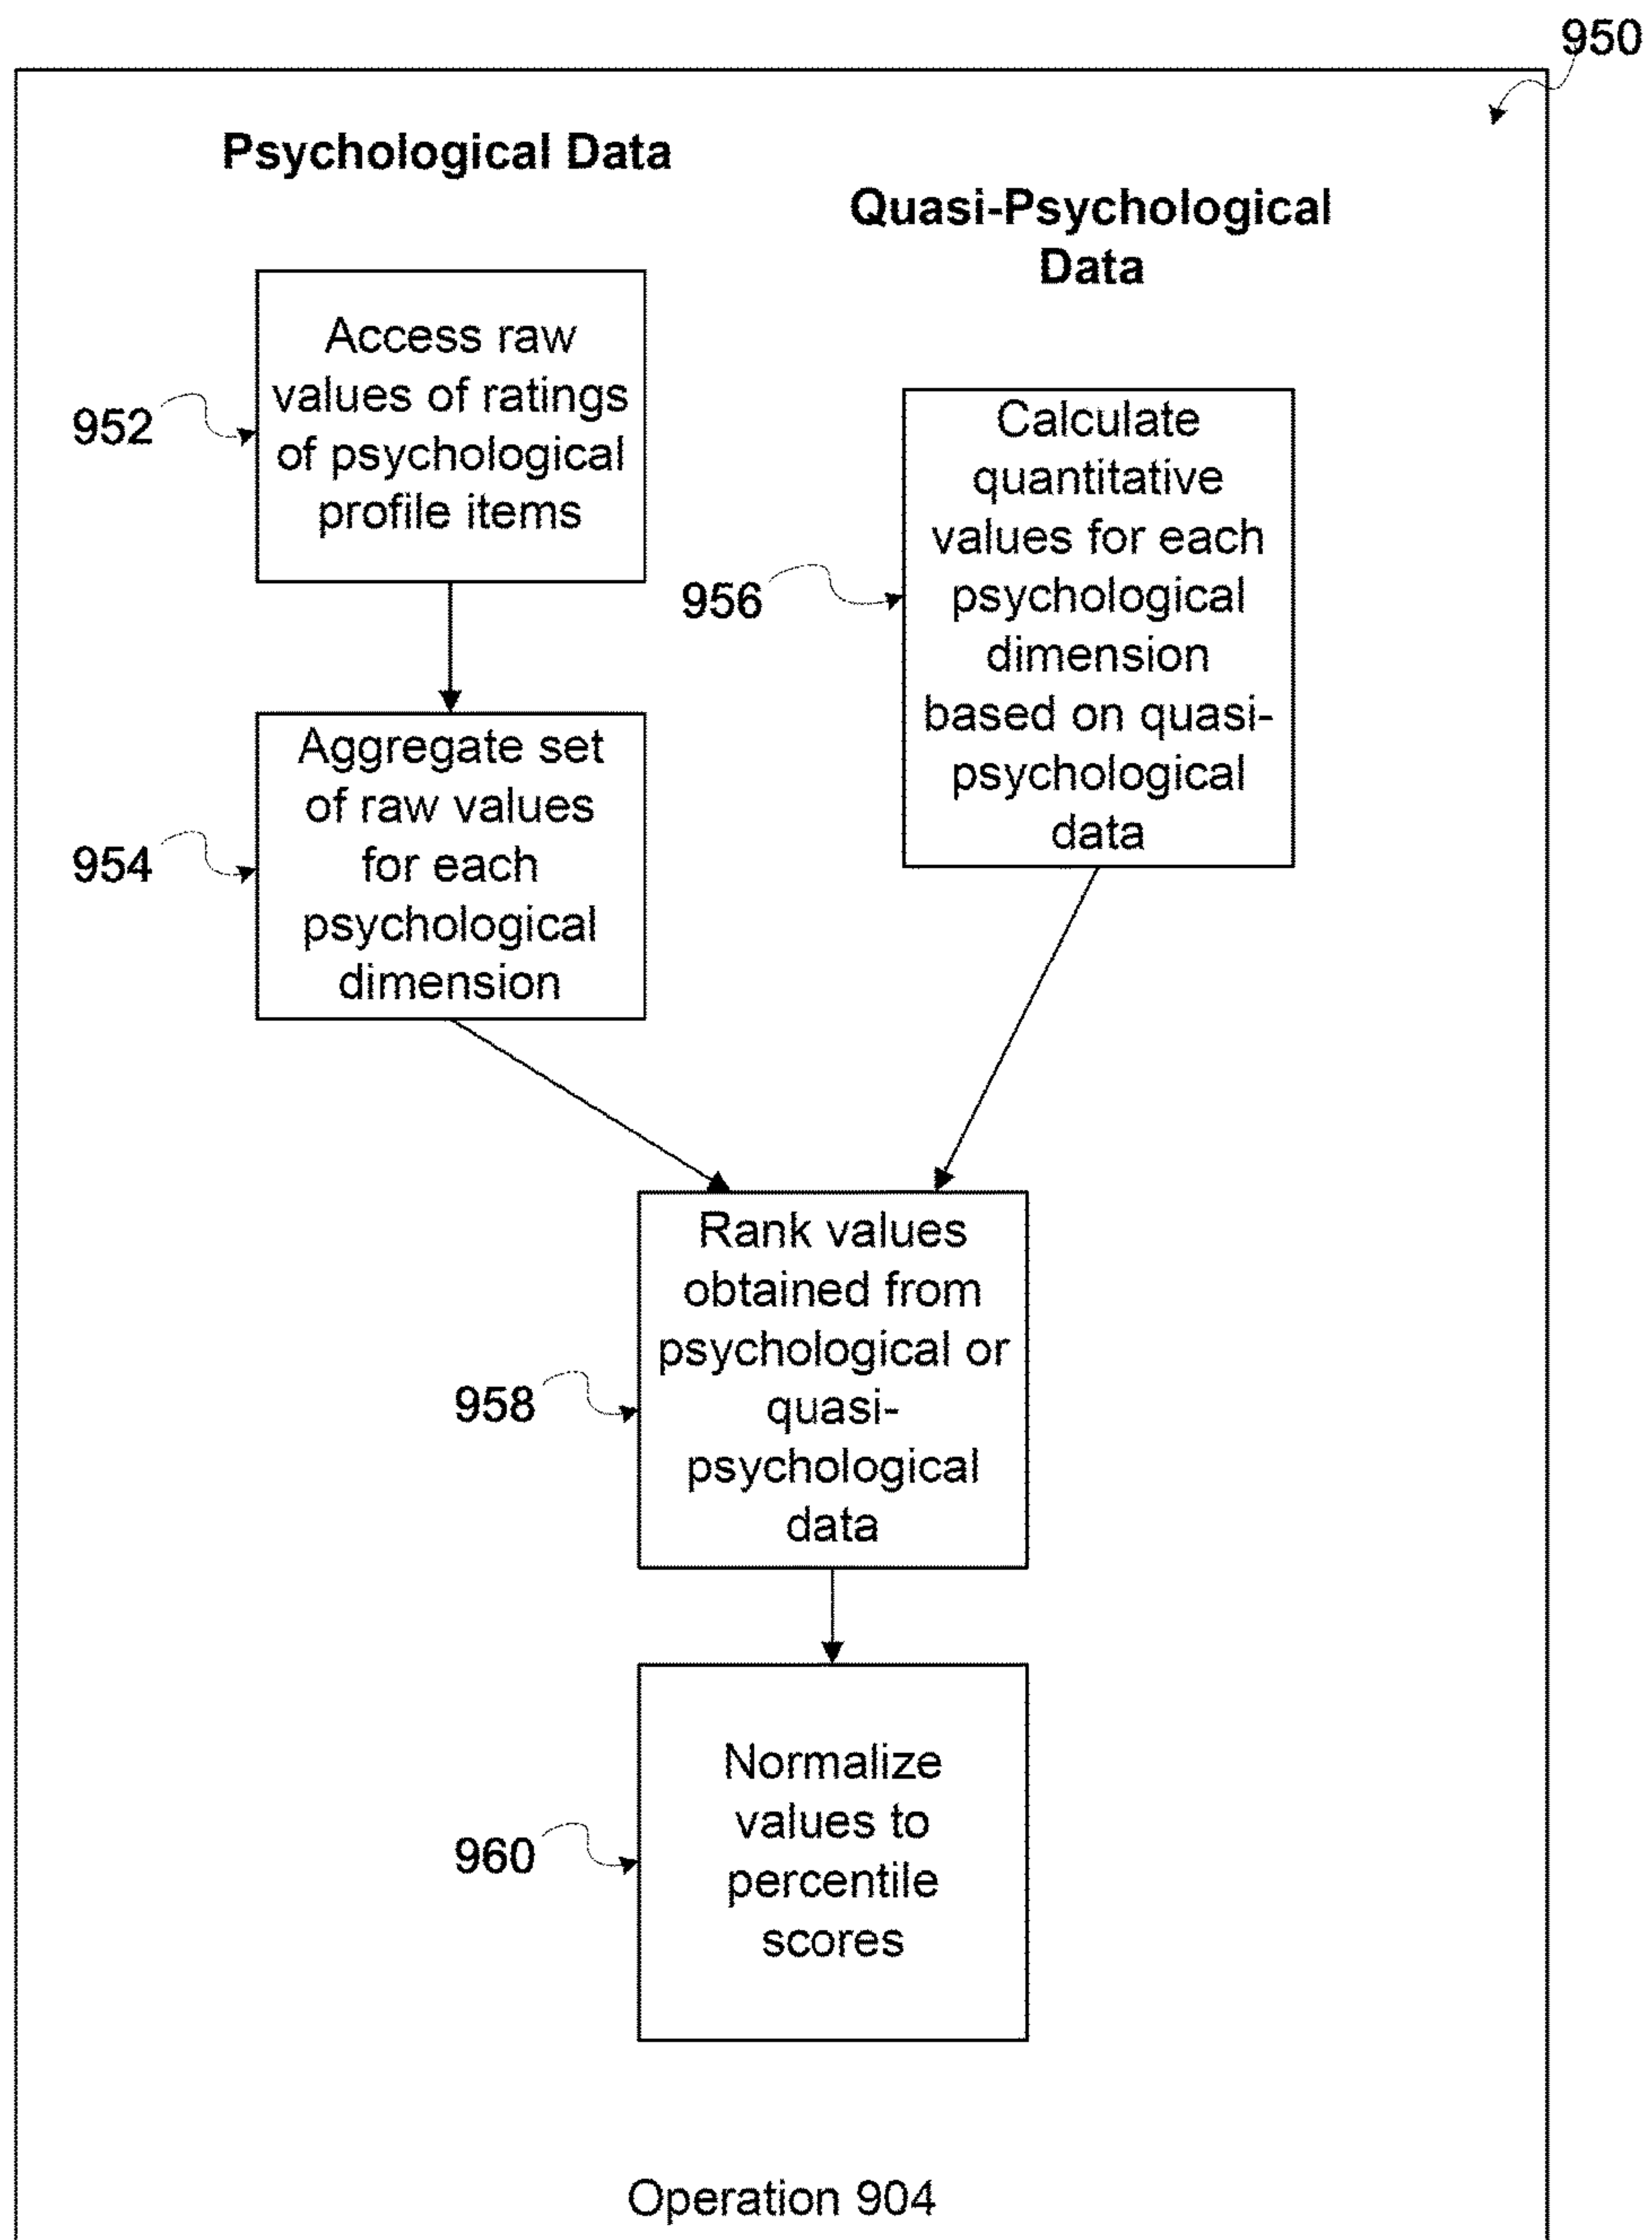 950
Psychological Data
Quasi-Psychological
Data
Access raw
values of ratings
of psychological
profile items
952
Calculate
quantitative
values for each
psychological
dimension
based on quasi-
psychological
data
956
Aggregate set
of raw values
for each
psychological
dimension
954
Rank values
obtained from
psychological or
quasi-
psychological
data
958
Normalize
values to
percentile
scores
960
Operation 904